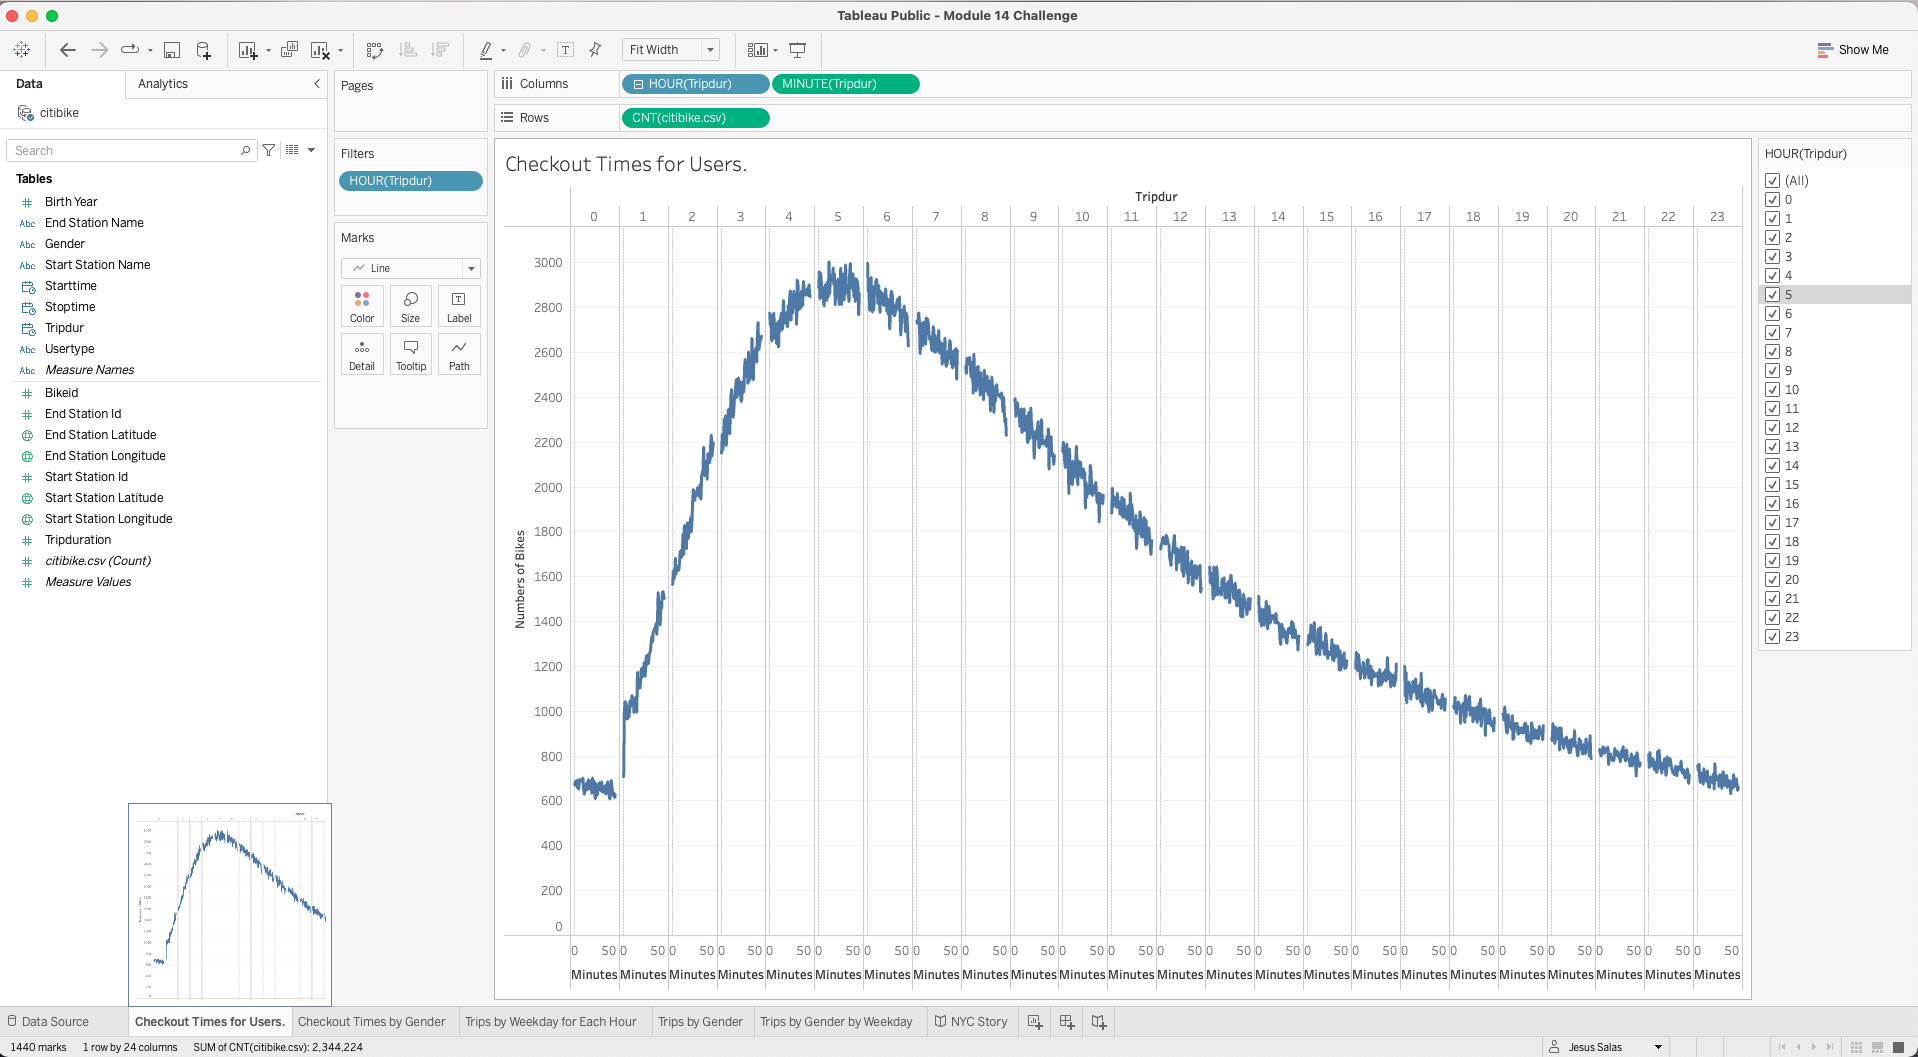 Tableau Public - Module 14 Challenge
Fit Width
Show Me
Data
Analytics
citibike
Search
Tables
Birth Year
Abc End Station Name
Abc Gender
Abc Start Station Name
Starttime
Stoptime
Tripdur
Abc Usertype
Abc Measure Names
Bikeid
End Station Id
End Station Latitude
End Station Longitude
Start Station Id
Start Station Latitude
Start Station Longitude
Tripduration
citibike.csv (Count)
Measure Values
Pages
Filters
HOUR(Tripdur)
Marks
Line
Color Size Label
Detail Tooltip Path
Columns HOUR(Tripdur) MINUTE(Tripdur)
Rows CNT(citibike.csv)
Checkout Times for Users.
Tripdur
0 1 2 3 4 5 6 7 8 9 10 11 12 13 14 15 16 17 18 19 20 21 22 23
3000
2800
2600
2400
2200
2000
1800
1600
1400
1200
1000
800
600
400
200
0
Numbers of Bikes
0 50 0 50 0 50 0 50 0 50 0 50 0 50 0 50 0 50 0 50 0 50 0 50 0 50 0 50 0 50 0 50 0 50 0 50 0 50 0 50 0 50 0 50 0 50 0 50
Minutes Minutes Minutes Minutes Minutes Minutes Minutes Minutes Minutes Minutes Minutes Minutes Minutes Minutes Minutes Minutes Minutes Minutes Minutes Minutes Minutes Minutes Minutes Minutes
HOUR(Tripdur)
(All)
0
1
2
3
4
5
6
7
8
9
10
11
12
13
14
15
16
17
18
19
20
21
22
23
Data Source
Checkout Times for Users.
Checkout Times by Gender
Trips by Weekday for Each Hour
Trips by Gender
Trips by Gender by Weekday
NYC Story
1440 marks
1 row by 24 columns
SUM of CNT(citibike.csv): 2,344,224
Jesus Salas